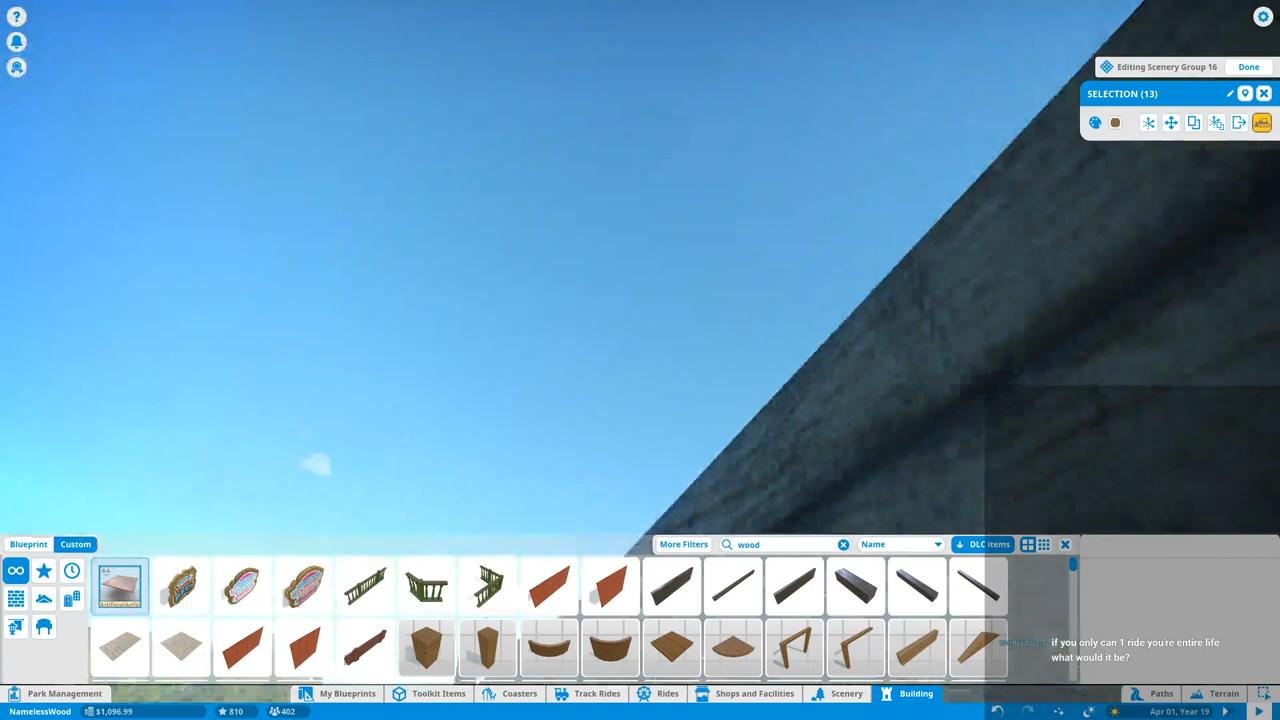 Editing Scenery Group 16
Done
SELECTION (13)
Blueprint
Custom
More Filters
wood
Name
DLC items
AA
if you only can 1 ride you're entire life
what would it be?
Park Management
My Blueprints
Toolkit Items
Coasters
Track Rides
Rides
Shops and Facilities
Scenery
Building
Paths
Terrain
NamelessWood
$1,096.99
810
402
Apr 01, Year 19